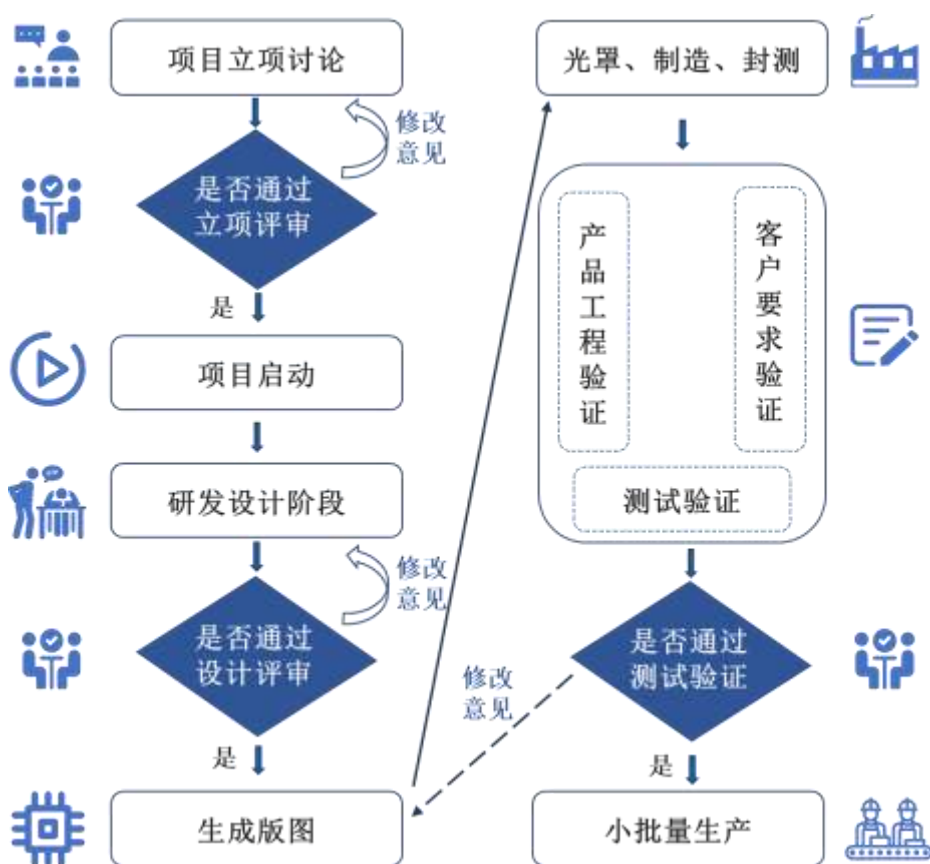 项目立项讨论
修改
意见
是否通过
立项评审
是
项目启动
研发设计阶段
修改
意见
是否通过
设计评审
是
生成版图
光罩、制造、封测
产品工程验证
客户要求验证
测试验证
是否通过
测试验证
修改
意见
是
小批量生产